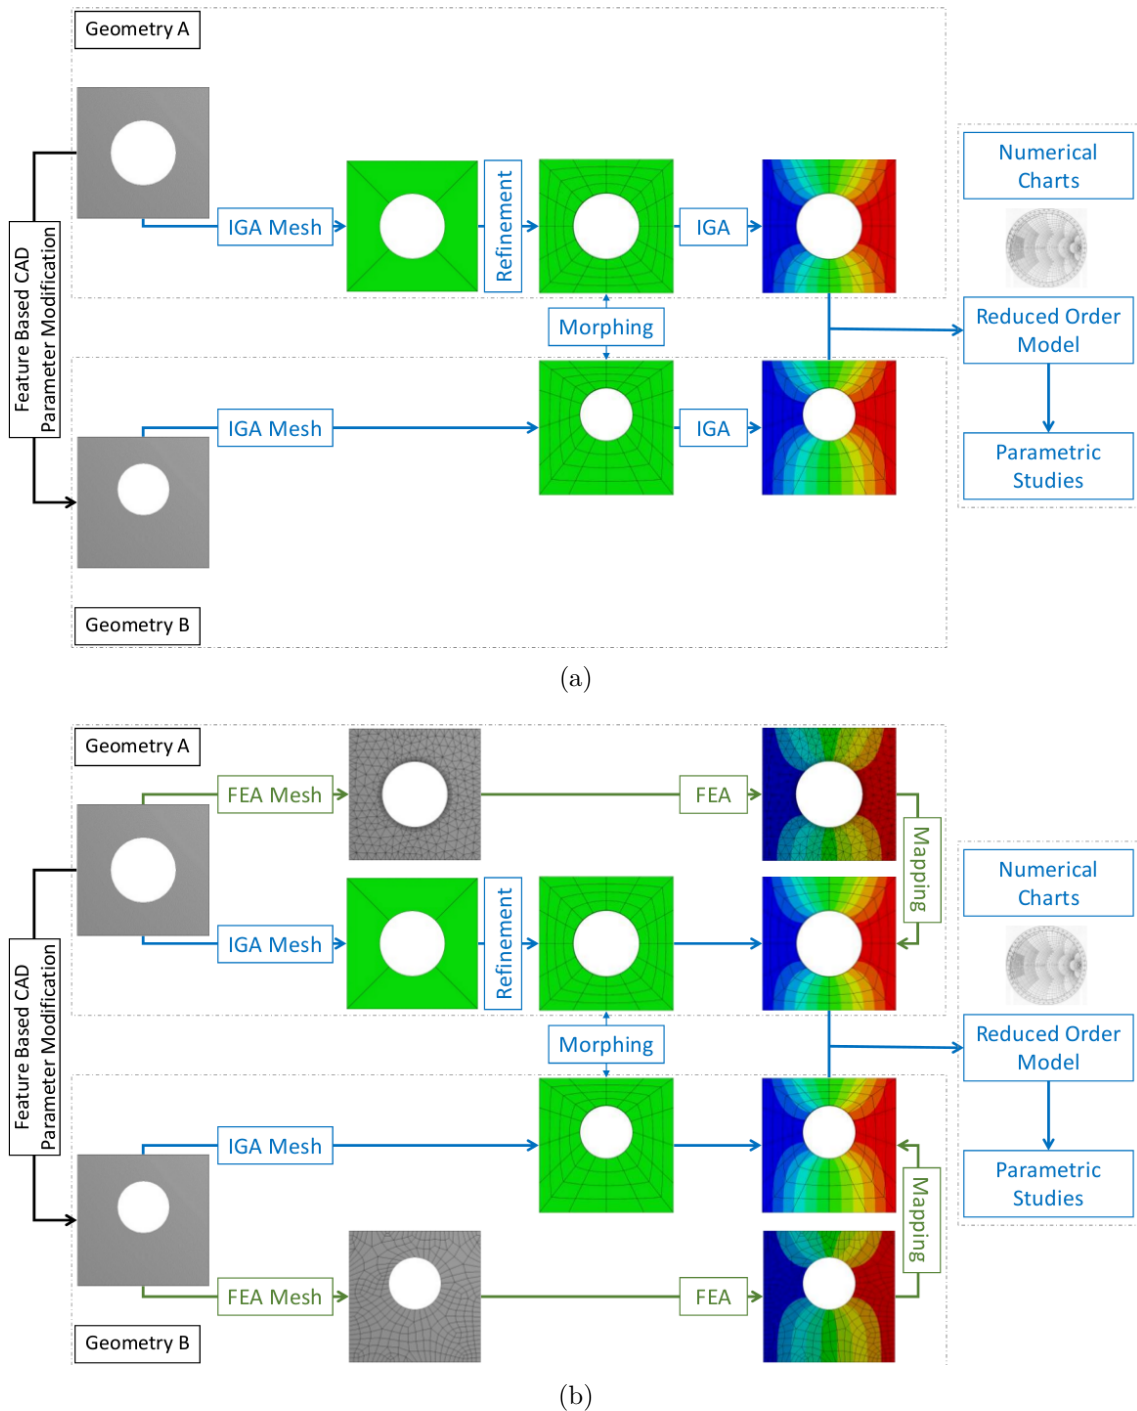 Geometry A
Numerical
Charts
IGA Mesh
Refinement
IGA
Feature Based CAD
Parameter Modification
Morphing
Reduced Order
Model
IGA Mesh
IGA
Parametric
Studies
Geometry B
(a)
Geometry A
FEA Mesh
FEA
Mapping
Numerical
Charts
IGA Mesh
Refinement
Feature Based CAD
Parameter Modification
Morphing
Reduced Order
Model
IGA Mesh
Parametric
Studies
Mapping
FEA Mesh
FEA
Geometry B
(b)